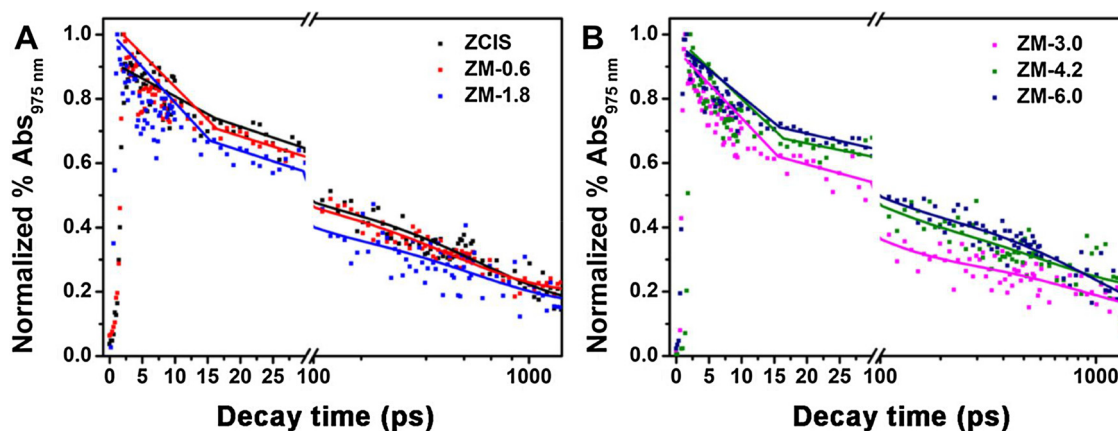 A
ZCIS
ZM-0.6
ZM-1.8
Normalized % Abs975 nm
1.0
0.8
0.6
0.4
0.2
0.0
0 5 10 15 20 25 100 1000
Decay time (ps)
B
ZM-3.0
ZM-4.2
ZM-6.0
Normalized % Abs975 nm
1.0
0.8
0.6
0.4
0.2
0.0
0 5 10 15 20 25 100 1000
Decay time (ps)